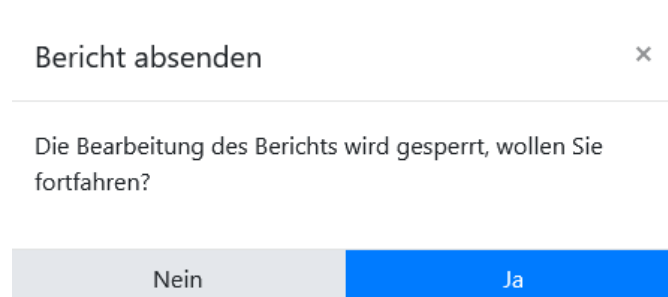 Bericht absenden ×
Die Bearbeitung des Berichts wird gesperrt, wollen Sie
fortfahren?
Nein Ja